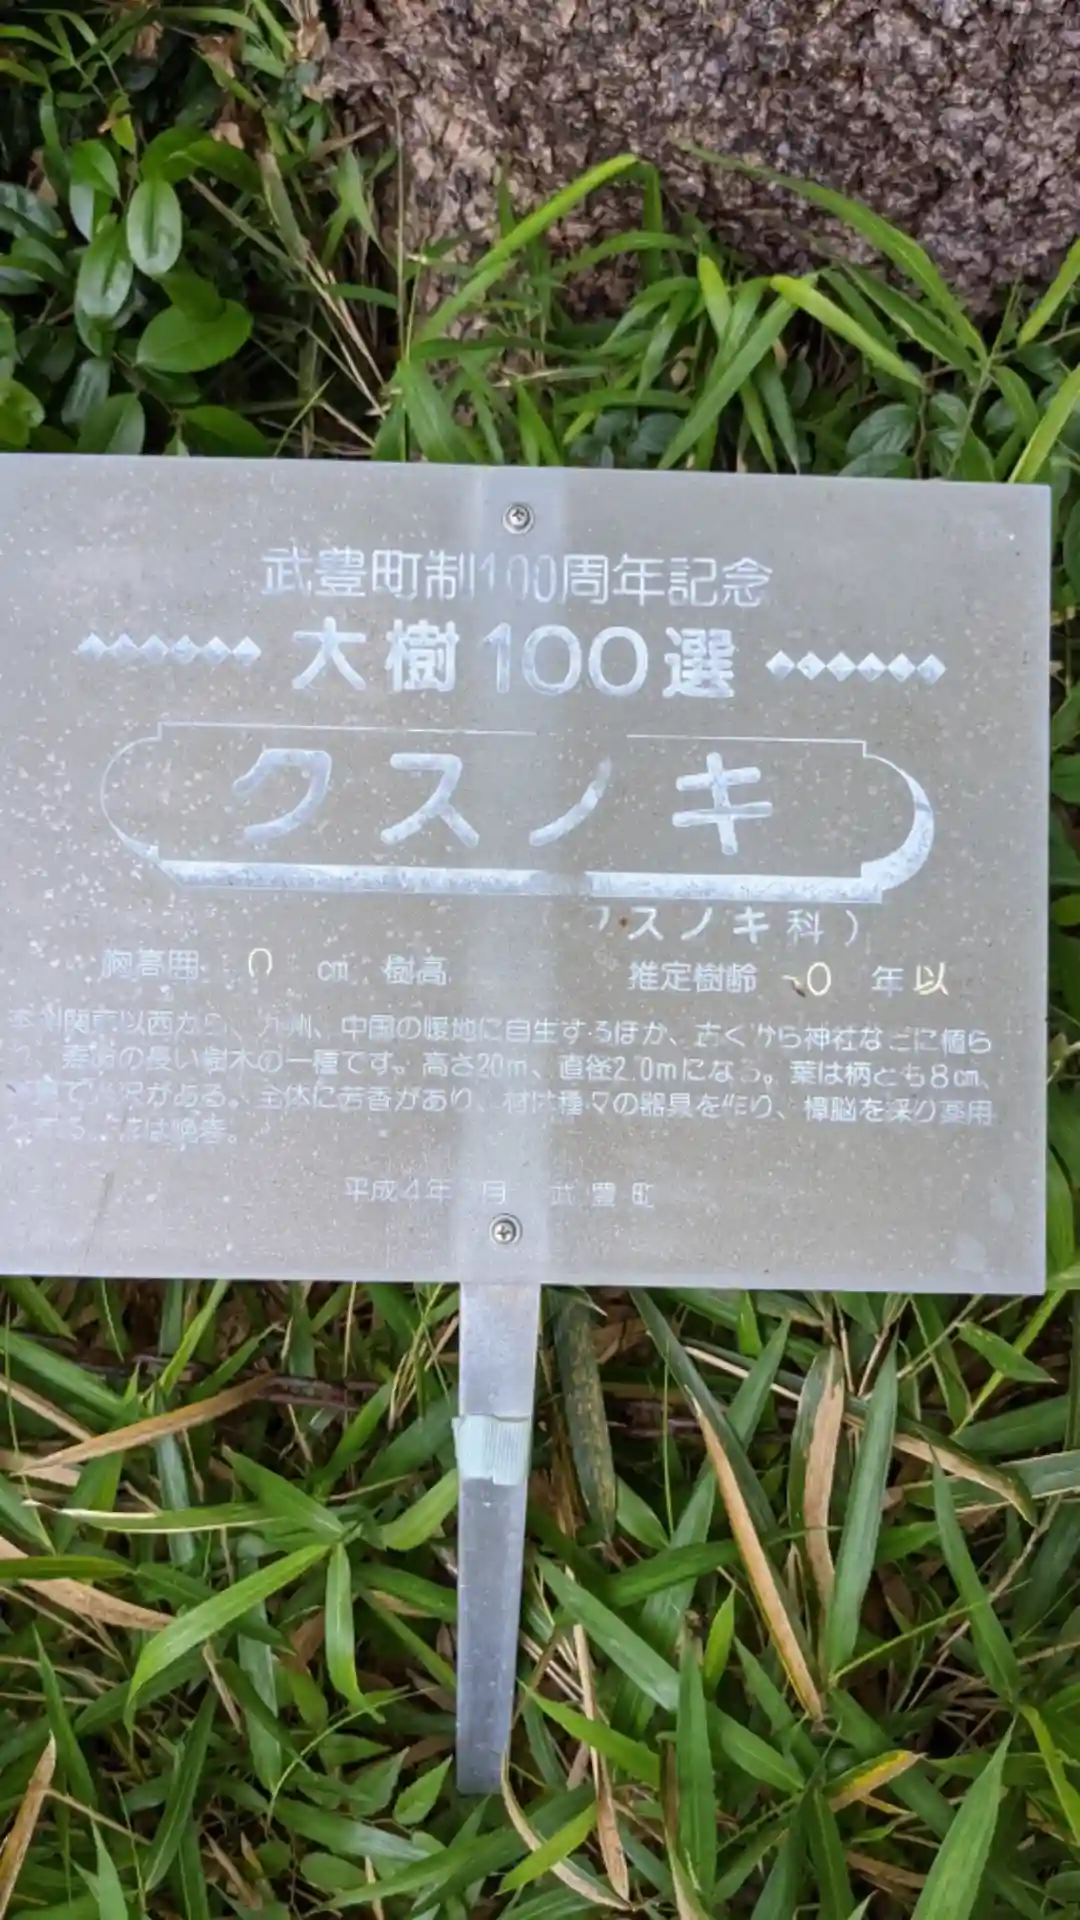 武豊町制100周年記念
大樹100選
クスノキ
スノキ科）
胸高囲 0 cm 樹高 推定樹齢 0 年以
関東以西から、九州、中国の暖地に自生するほか、古くから神社などに植ら
寿命の長い樹木の一種です。高さ20m、直径2.0mになる。葉は柄とも8cm、
沢がある。全体に芳香があり、材は種々の器具を作り、樟脳を採り薬用
は晩春。
平成4年 月 武豊町